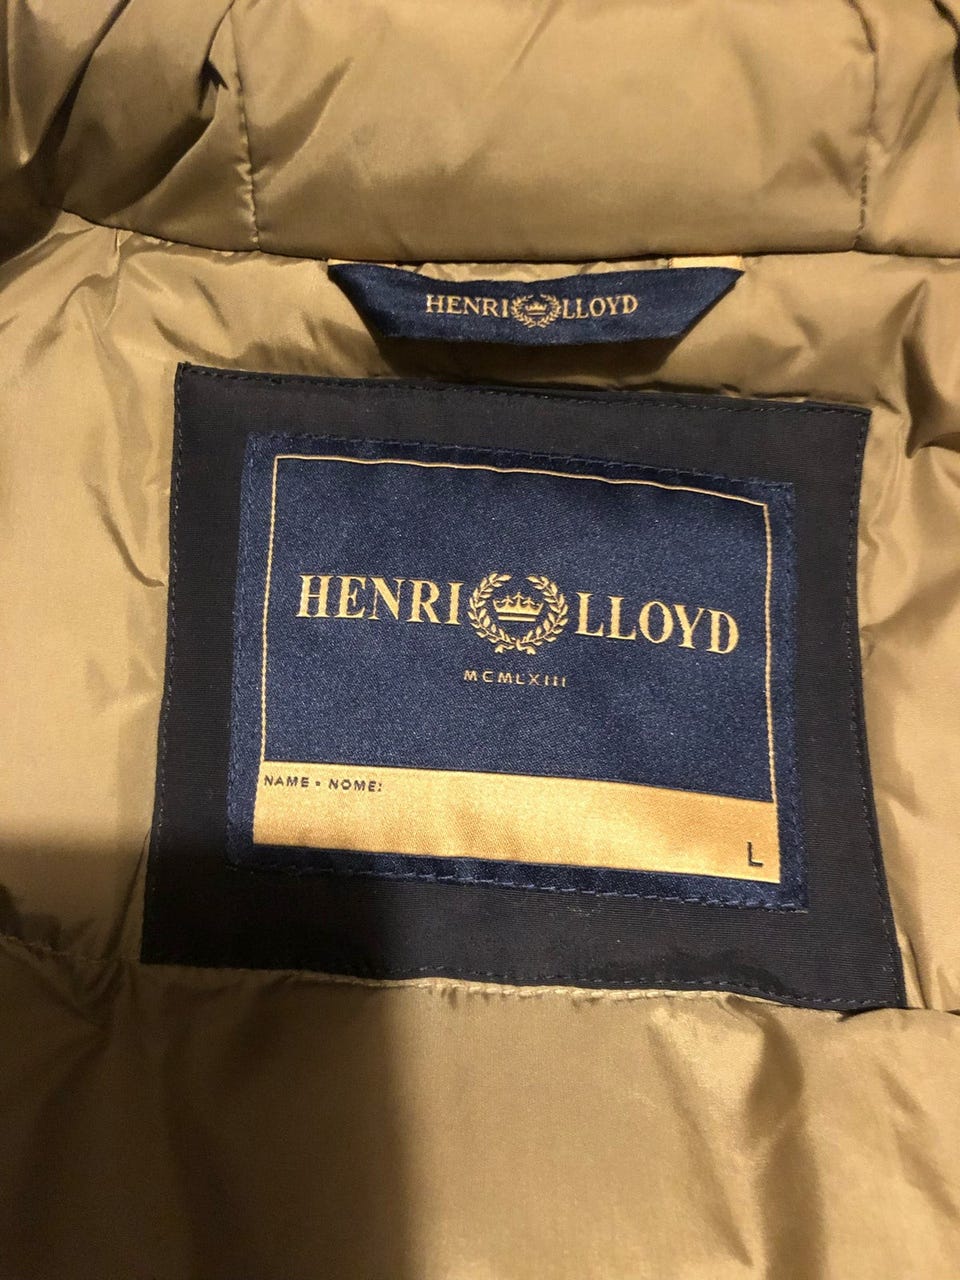 HENRI LLOYD
HENRI LLOYD
MCMLXIII
NAME • NOME:
L